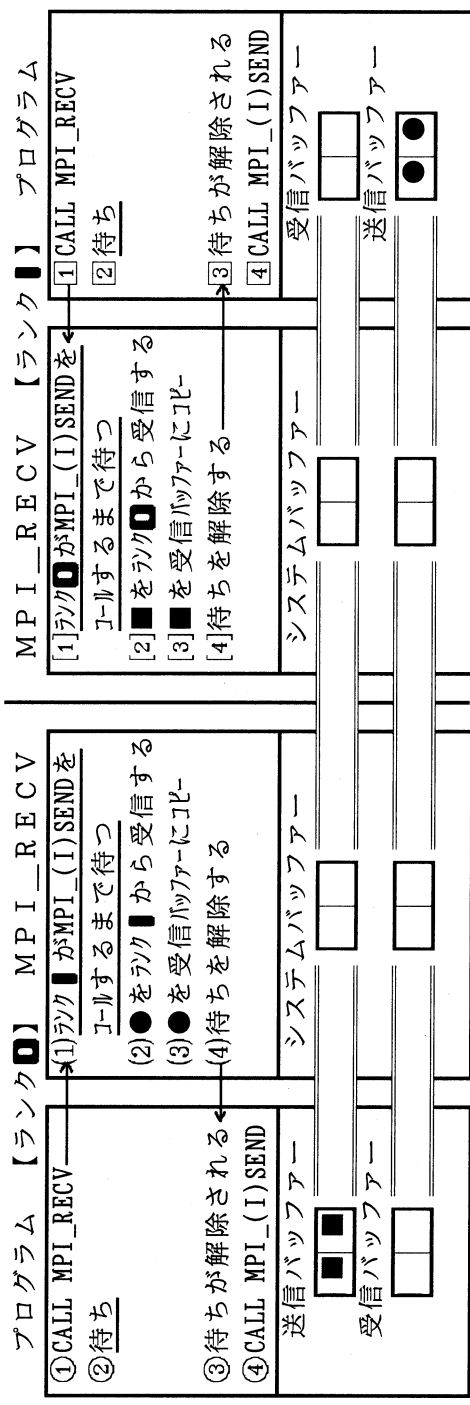 プログラム 【ランク0】 MPI_RECV
①CALL MPI_RECV
②待ち
③待ちが解除される
④CALL MPI_(I)SEND
(1)ランク1がMPI_(I)SENDを
コールするまで待つ
(2)●をランク1から受信する
(3)●を受信バッファーにコピー
(4)待ちを解除する
送信バッファー
■ ■
受信バッファー
システムバッファー
MPI_RECV 【ランク1】 プログラム
[1]ランク0がMPI_(I)SENDを
コールするまで待つ
[2]■をランク0から受信する
[3]■を受信バッファーにコピー
[4]待ちを解除する
1 CALL MPI_RECV
2 待ち
3 待ちが解除される
4 CALL MPI_(I)SEND
システムバッファー
受信バッファー
送信バッファー
● ●